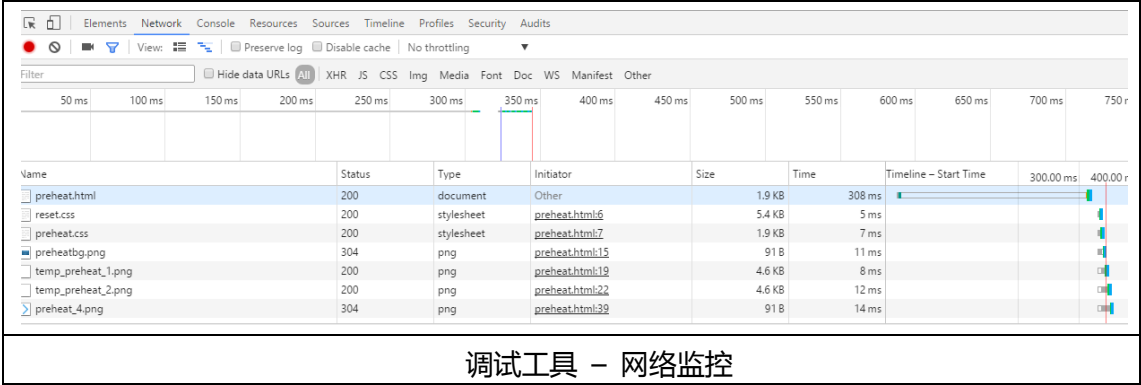 Elements Network Console Resources Sources Timeline Profiles Security Audits
View: Preserve log Disable cache No throttling ▼
Filter Hide data URLs All XHR JS CSS Img Media Font Doc WS Manifest Other
50 ms 100 ms 150 ms 200 ms 250 ms 300 ms 350 ms 400 ms 450 ms 500 ms 550 ms 600 ms 650 ms 700 ms 750
Name Status Type Initiator Size Time Timeline – Start Time 300.00 ms 400.00
preheat.html 200 document Other 1.9 KB 308 ms
reset.css 200 stylesheet preheat.html:6 5.4 KB 5 ms
preheat.css 200 stylesheet preheat.html:7 1.9 KB 7 ms
preheatbg.png 304 png preheat.html:15 91 B 11 ms
temp_preheat_1.png 200 png preheat.html:19 4.6 KB 8 ms
temp_preheat_2.png 200 png preheat.html:22 4.6 KB 12 ms
preheat_4.png 304 png preheat.html:39 91 B 14 ms
调试工具 – 网络监控